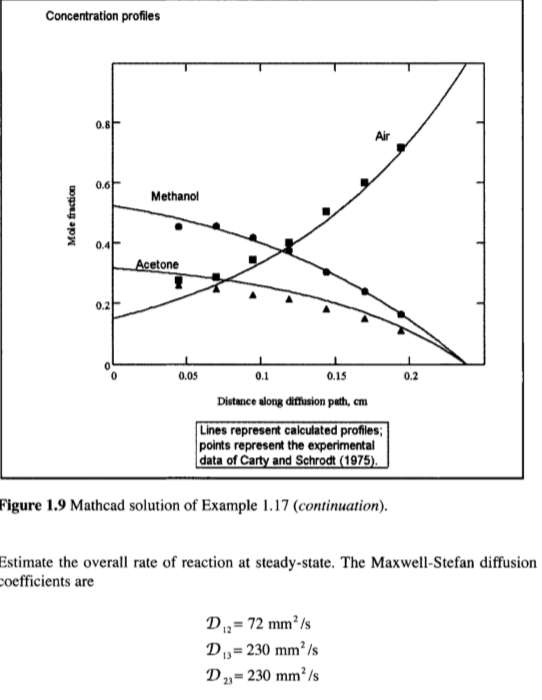 Concentration profiles
0.8
0.6
0.4
0.2
0
Mole fraction
Air
Methanol
Acetone
0
0.05
0.1
0.15
0.2
Distance along diffusion path, cm
Lines represent calculated profiles;
points represent the experimental
data of Carty and Schrodt (1975).
Figure 1.9 Mathcad solution of Example 1.17 (continuation).
Estimate the overall rate of reaction at steady-state. The Maxwell-Stefan diffusion
coefficients are
D₁₂ = 72 mm²/s
D₁₃ = 230 mm²/s
D₂₃ = 230 mm²/s